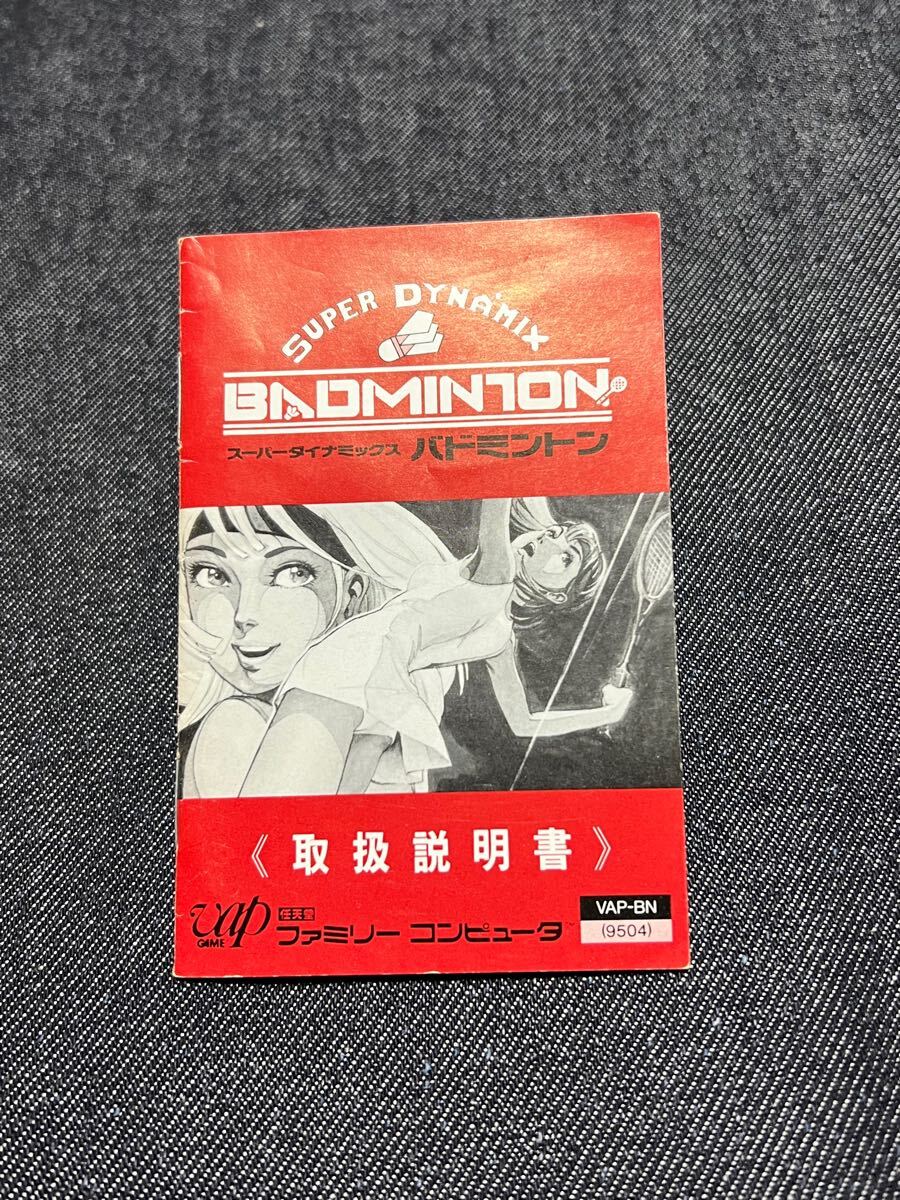 SUPER DYNAMIX
BADMINTON
スーパーダイナミックス バドミントン
《取扱説明書》
vap
GAME
任天堂
ファミリー コンピュータ™
VAP-BN
(9504)